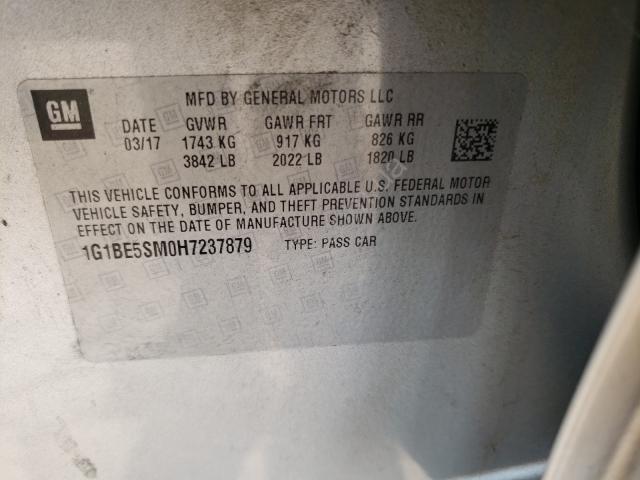 GM
MFD BY GENERAL MOTORS LLC
DATE GVWR GAWR FRT GAWR RR
03/17 1743 KG 917 KG 826 KG
3842 LB 2022 LB 1820 LB
THIS VEHICLE CONFORMS TO ALL APPLICABLE U.S. FEDERAL MOTOR
VEHICLE SAFETY, BUMPER, AND THEFT PREVENTION STANDARDS IN
EFFECT ON THE DATE OF MANUFACTURE SHOWN ABOVE.
1G1BE5SM0H7237879 TYPE: PASS CAR